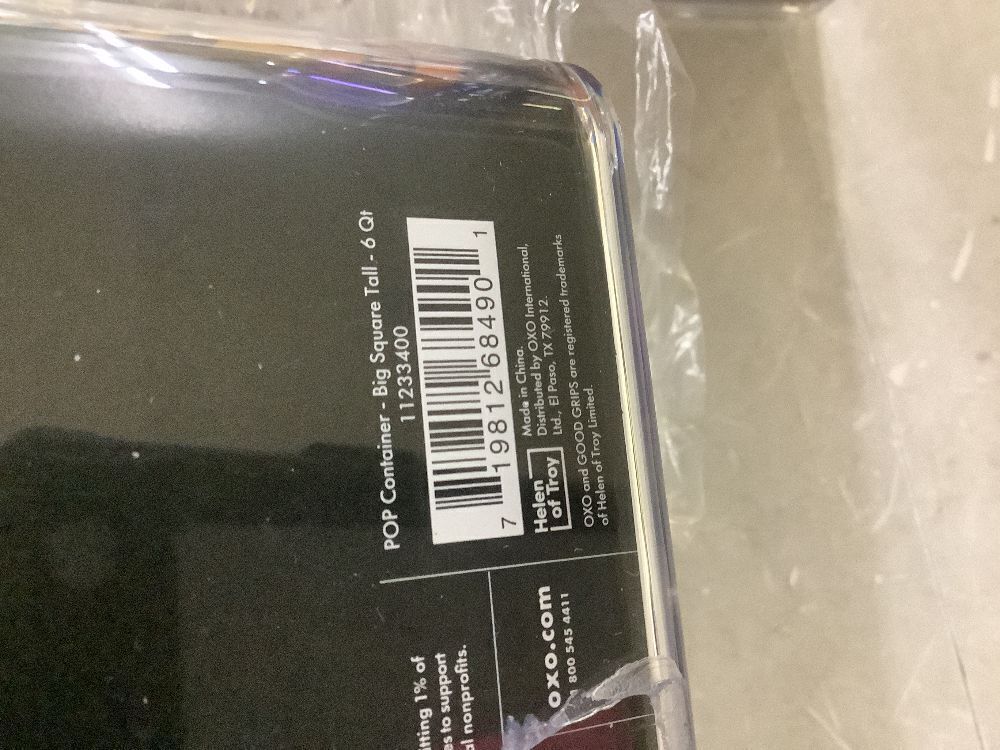 POP Container - Big Square Tall - 6 Qt
11233400
7 19812 68490 1
Helen
of Troy
Made in China.
Distributed by OXO International,
Ltd., El Paso, TX 79912.
OXO and GOOD GRIPS are registered trademarks
of Helen of Troy Limited.
1% of
to support
nonprofits.
oxo.com
1 800 545 4411